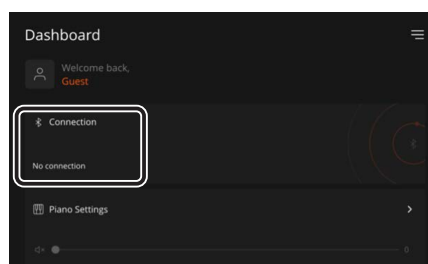 Dashboard
Welcome back,
Guest
Connection
No connection
Piano Settings
0